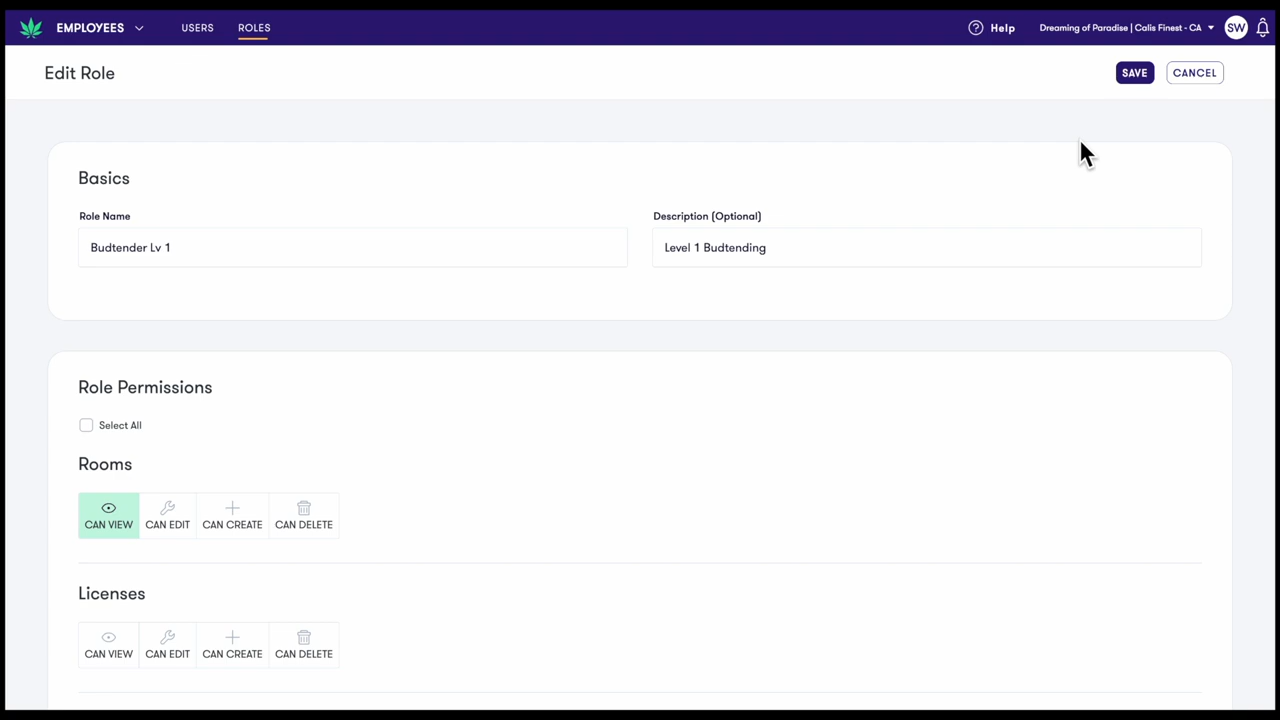 EMPLOYEES USERS ROLES Help Dreaming of Paradise | Calis Finest - CA SW
Edit Role SAVE CANCEL
Basics
Role Name Description (Optional)
Budtender Lv 1 Level 1 Budtending
Role Permissions
Select All
Rooms
CAN VIEW CAN EDIT CAN CREATE CAN DELETE
Licenses
CAN VIEW CAN EDIT CAN CREATE CAN DELETE